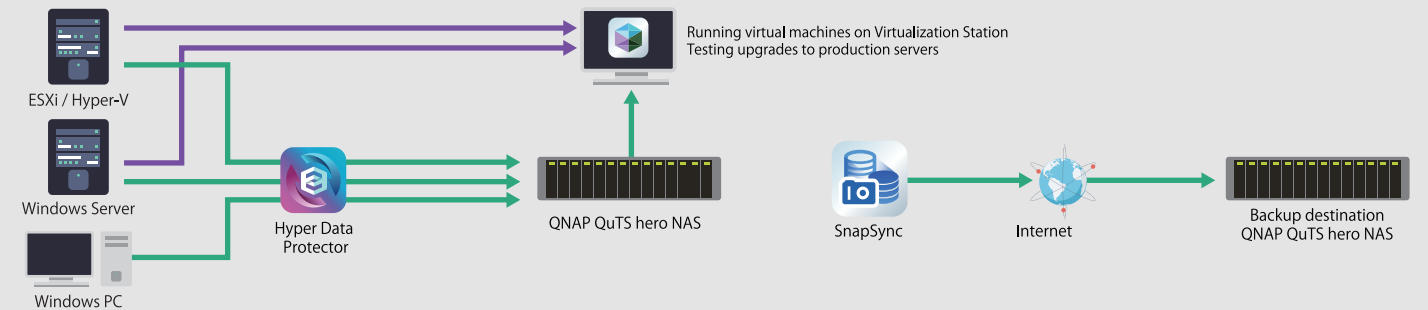 ESXi / Hyper-V
Windows Server
Windows PC
Hyper Data
Protector
Running virtual machines on Virtualization Station
Testing upgrades to production servers
QNAP QuTS hero NAS
SnapSync
Internet
Backup destination
QNAP QuTS hero NAS